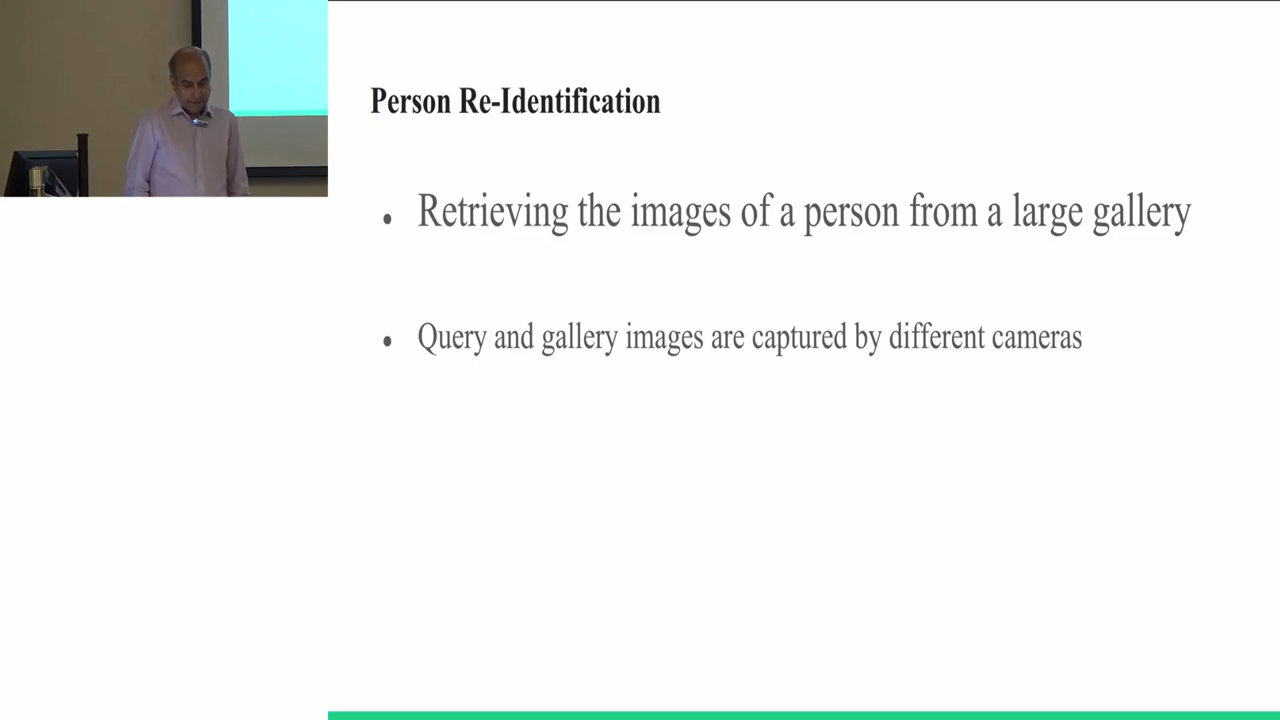 Person Re-Identification
• Retrieving the images of a person from a large gallery
• Query and gallery images are captured by different cameras